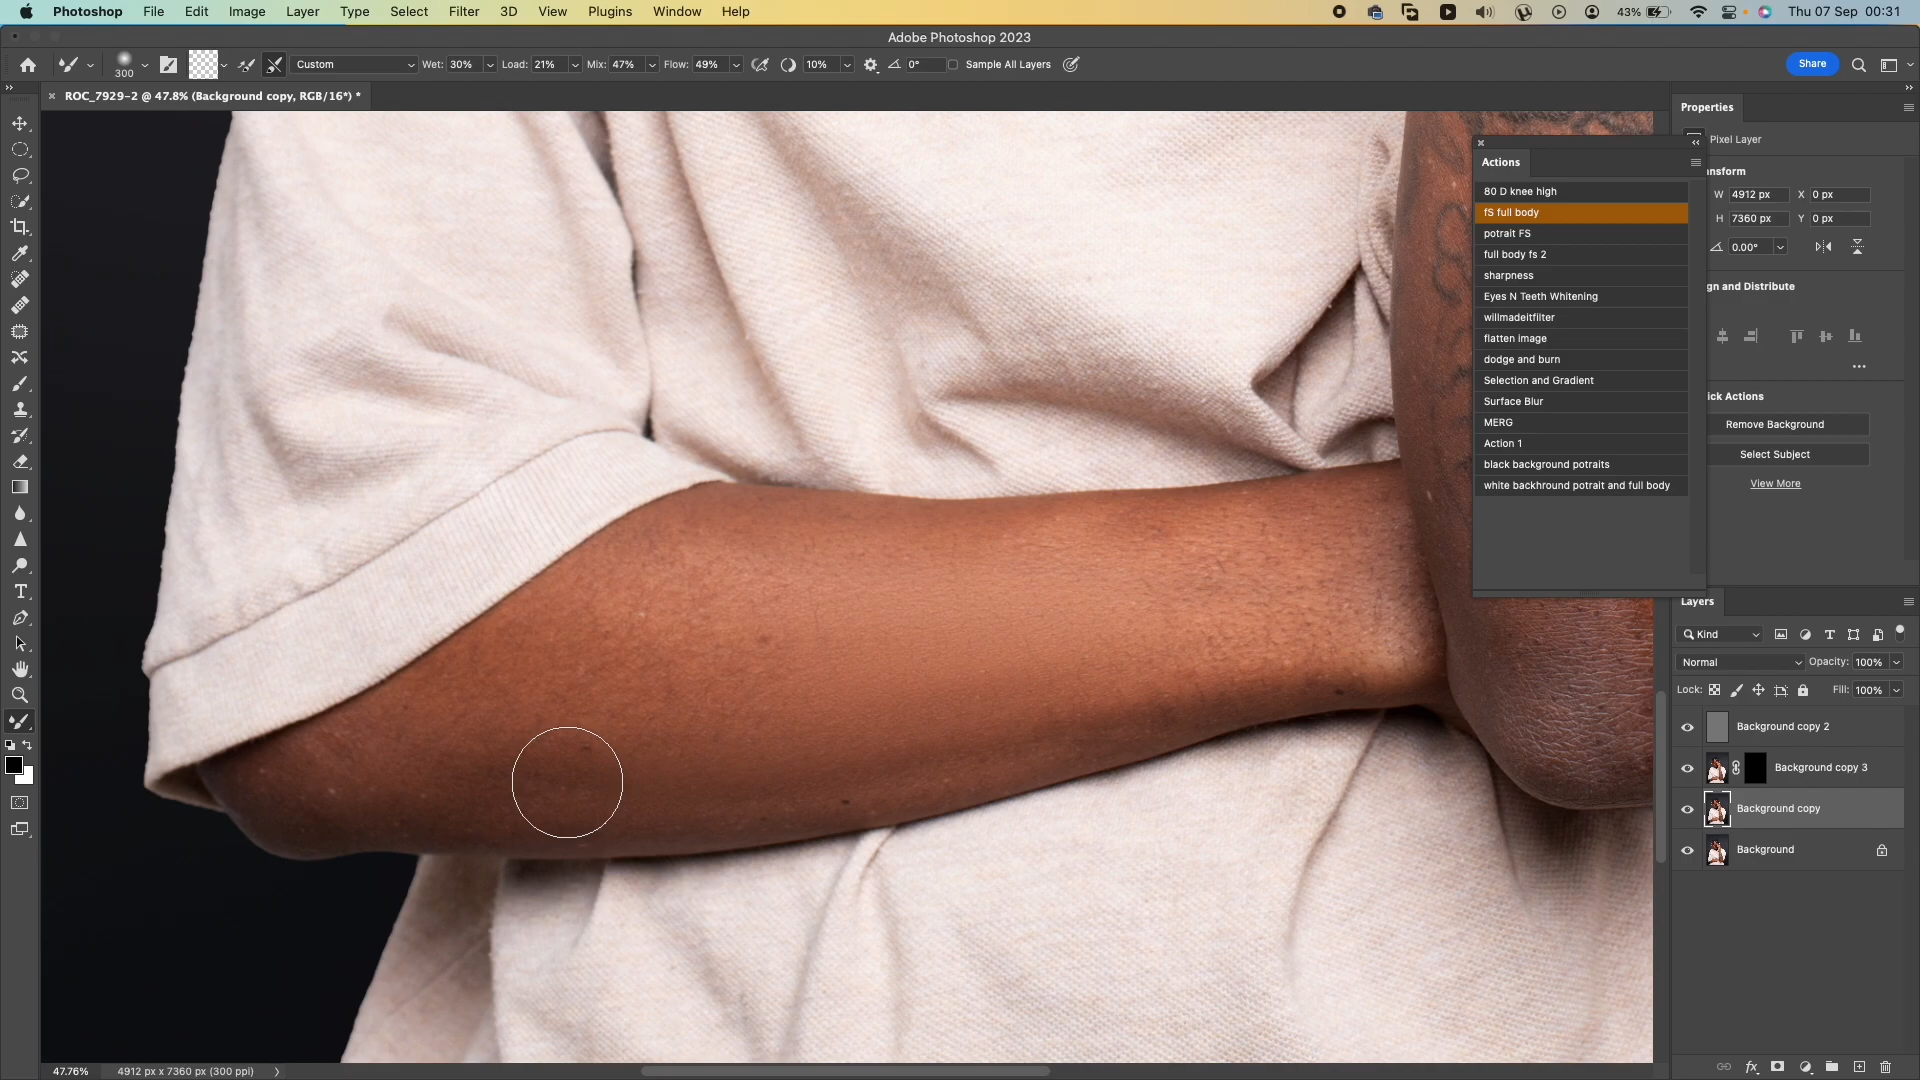 Photoshop File Edit Image Layer Type Select Filter 3D View Plugins Window Help 43% Thu 07 Sep 00:31
Adobe Photoshop 2023
300 Custom Wet: 30% Load: 21% Mix: 47% Flow: 49% 10% 0° Sample All Layers Share
ROC_7929-2 @ 47.8% (Background copy, RGB/16*) *
Properties
Pixel Layer
Actions
ansform
80 D knee high
W 4912 px X 0 px
fS full body
H 7360 px Y 0 px
potrait FS
0.00°
full body fs 2
sharpness
gn and Distribute
Eyes N Teeth Whitening
willmadeitfilter
flatten image
dodge and burn
Selection and Gradient
ick Actions
Surface Blur
Remove Background
MERG
Action 1
Select Subject
black background potraits
View More
white backhround potrait and full body
Layers
Kind
Normal Opacity: 100%
Lock: Fill: 100%
Background copy 2
Background copy 3
Background copy
Background
47.76% 4912 px x 7360 px (300 ppi)